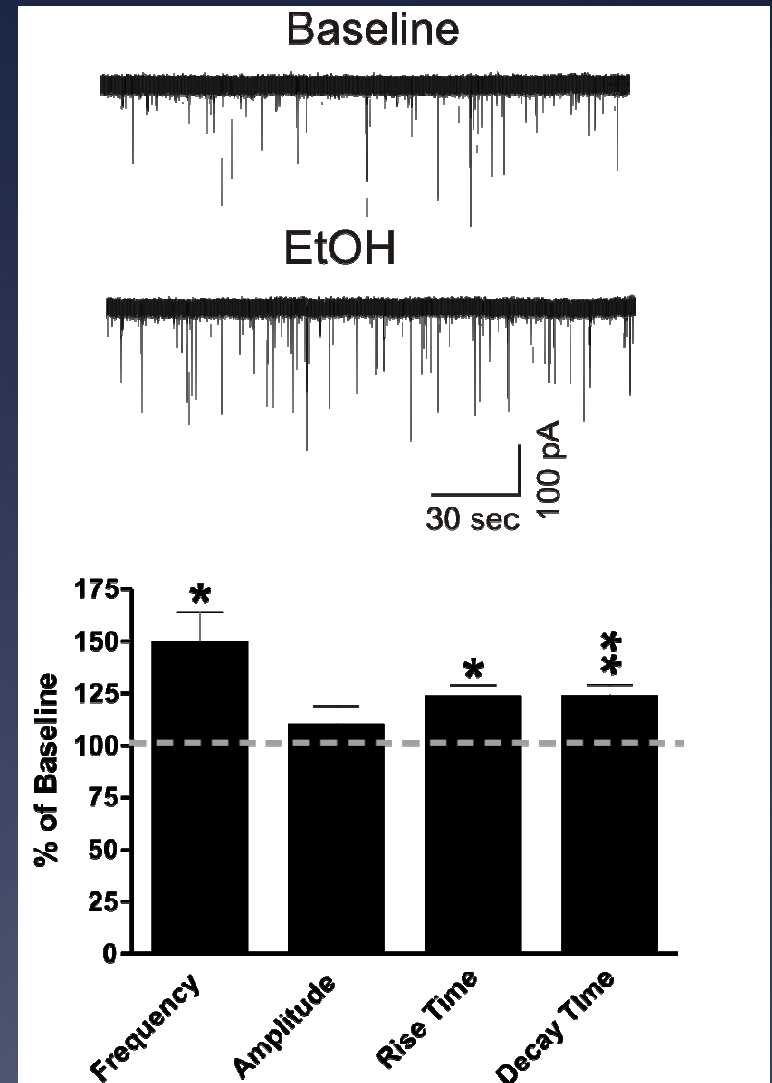 Baseline
EtOH
100 pA
30 sec
% of Baseline
175
150
125
100
75
50
25
0
*
*
**
Frequency
Amplitude
Rise Time
Decay TIme